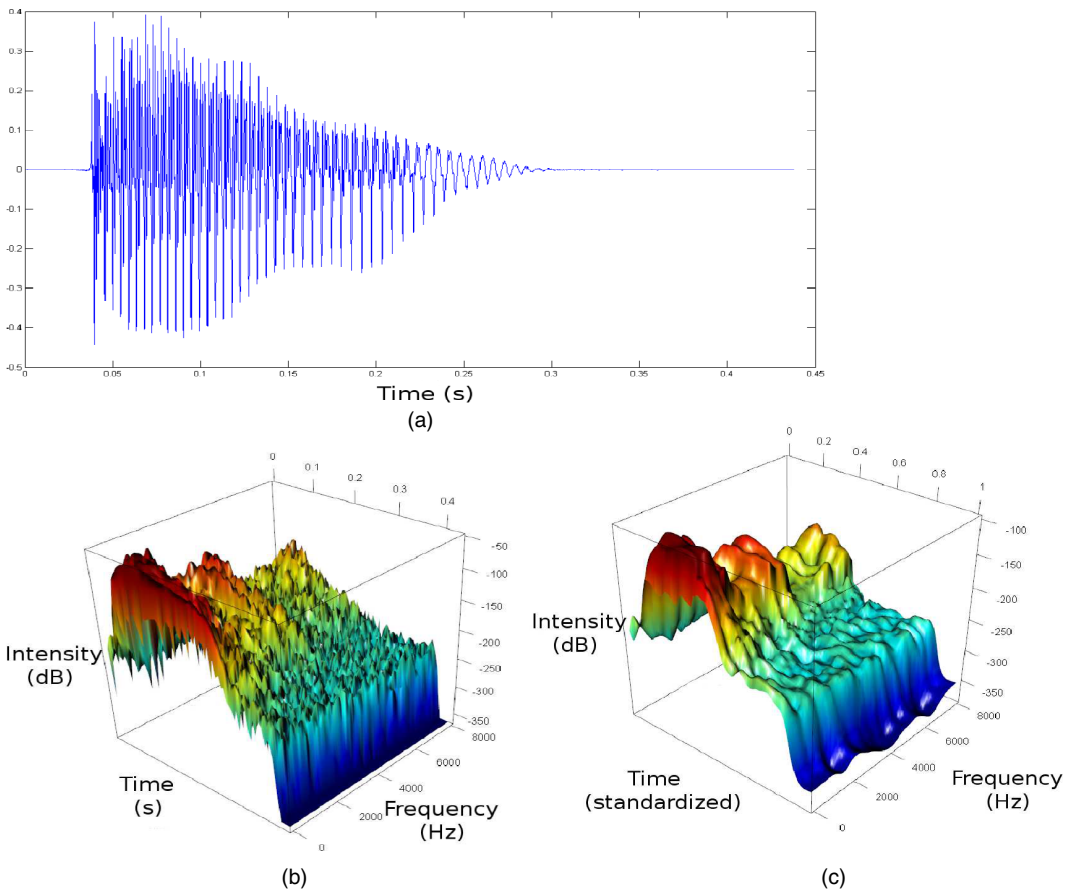 0.4
0.3
0.2
0.1
0
-0.1
-0.2
-0.3
-0.4
-0.5
0 0.05 0.1 0.15 0.2 0.25 0.3 0.35 0.4 0.45
Time (s)
(a)
0
0.1
0.2
0.3
0.4
-50
-100
-150
-200
-250
-300
-350
Intensity
(dB)
Time
(s)
8000
6000
4000
2000
0
Frequency
(Hz)
(b)
0
0.2
0.4
0.6
0.8
1
-100
-150
-200
-250
-300
-350
Intensity
(dB)
Time
(standardized)
8000
6000
4000
2000
0
Frequency
(Hz)
(c)